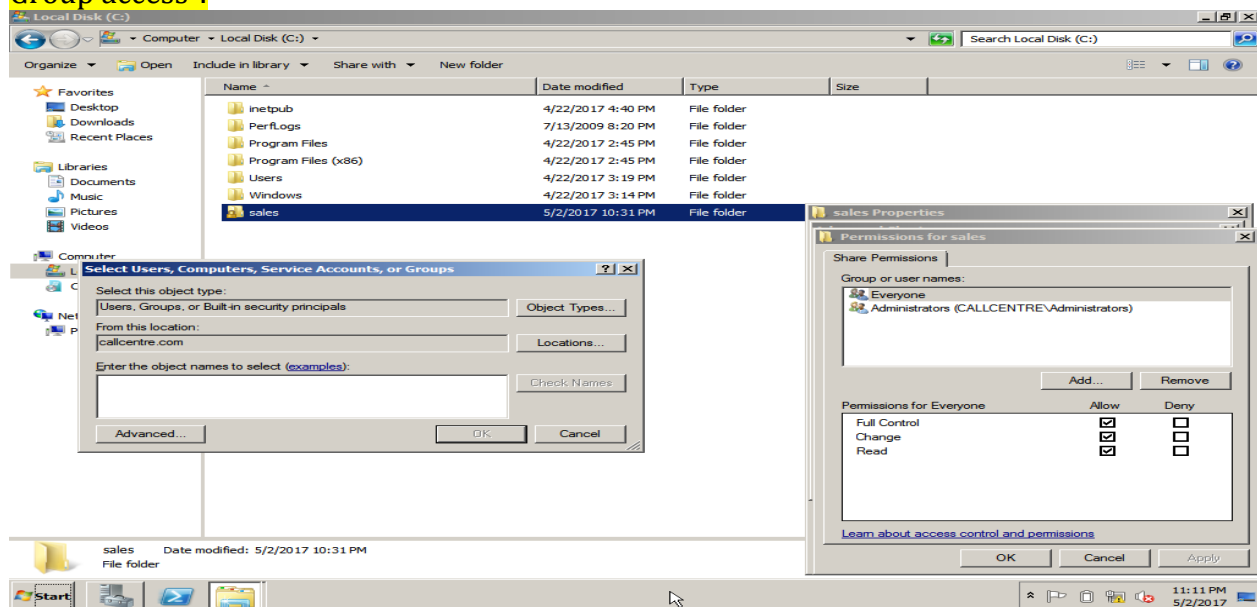 Group access :
Local Disk (C:)
Computer Local Disk (C:) Search Local Disk (C:)
Organize Open Include in library Share with New folder
Favorites
Desktop
Downloads
Recent Places
Libraries
Documents
Music
Pictures
Videos
Computer
Name Date modified Type Size
inetpub 4/22/2017 4:40 PM File folder
PerfLogs 7/13/2009 8:20 PM File folder
Program Files 4/22/2017 2:45 PM File folder
Program Files (x86) 4/22/2017 2:45 PM File folder
Users 4/22/2017 3:19 PM File folder
Windows 4/22/2017 3:14 PM File folder
sales 5/2/2017 10:31 PM File folder
Select Users, Computers, Service Accounts, or Groups
Select this object type:
Users, Groups, or Built-in security principals Object Types...
From this location:
callcentre.com Locations...
Enter the object names to select (examples):
Check Names
Advanced... OK Cancel
sales Properties
Permissions for sales
Share Permissions
Group or user names:
Everyone
Administrators (CALLCENTRE\Administrators)
Add... Remove
Permissions for Everyone Allow Deny
Full Control
Change
Read
Learn about access control and permissions
OK Cancel Apply
sales Date modified: 5/2/2017 10:31 PM
File folder
Start 11:11 PM
5/2/2017